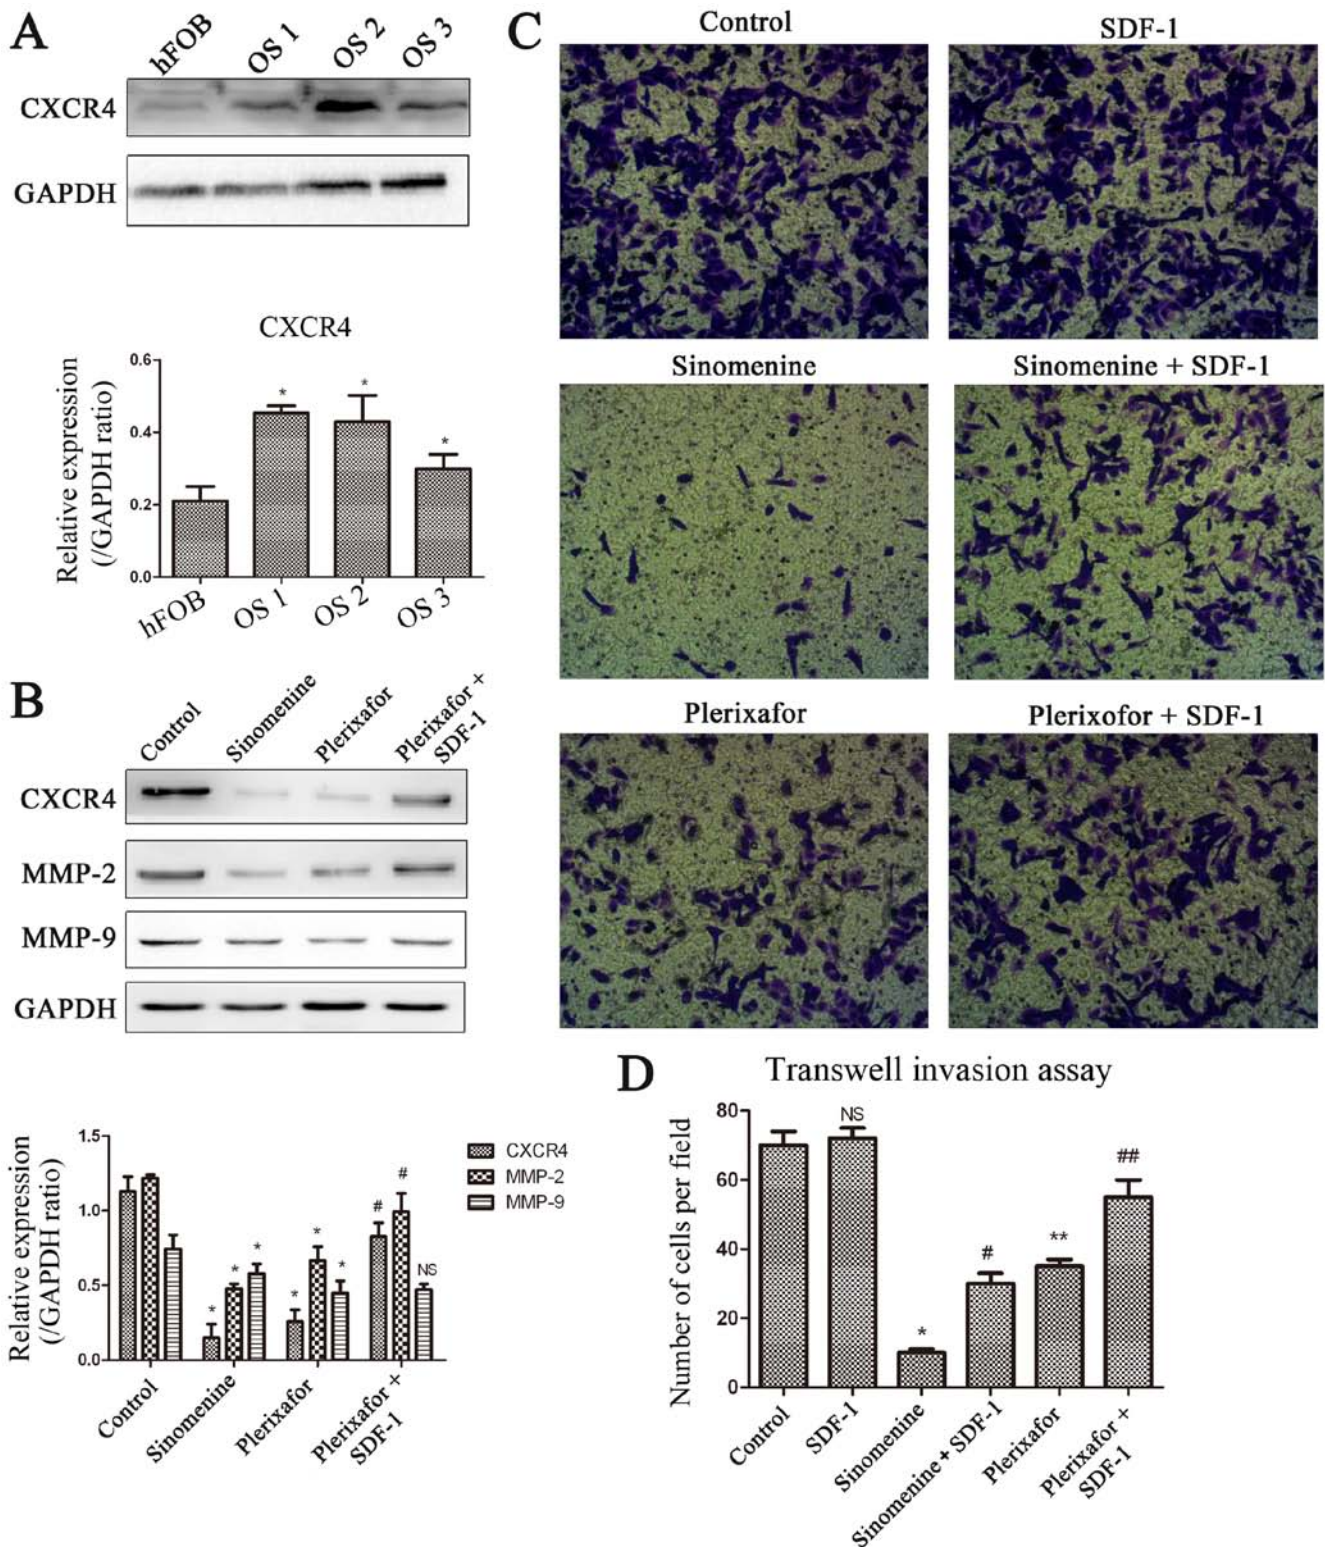 A
hFOB
OS 1
OS 2
OS 3
CXCR4
GAPDH
CXCR4
Relative expression
(/GAPDH ratio)
0.6
0.4
0.2
0.0
*
*
*
hFOB
OS 1
OS 2
OS 3
B
Control
Sinomenine
Plerixafor
Plerixafor +
SDF-1
CXCR4
MMP-2
MMP-9
GAPDH
Relative expression
(/GAPDH ratio)
1.5
1.0
0.5
0.0
*
*
*
*
*
*
#
#
NS
CXCR4
MMP-2
MMP-9
Control
Sinomenine
Plerixafor
Plerixafor +
SDF-1
C
Control
SDF-1
Sinomenine
Sinomenine + SDF-1
Plerixafor
Plerixofor + SDF-1
D
Transwell invasion assay
Number of cells per field
80
60
40
20
0
NS
*
#
**
##
Control
SDF-1
Sinomenine
Sinomenine + SDF-1
Plerixafor
Plerixafor +
SDF-1